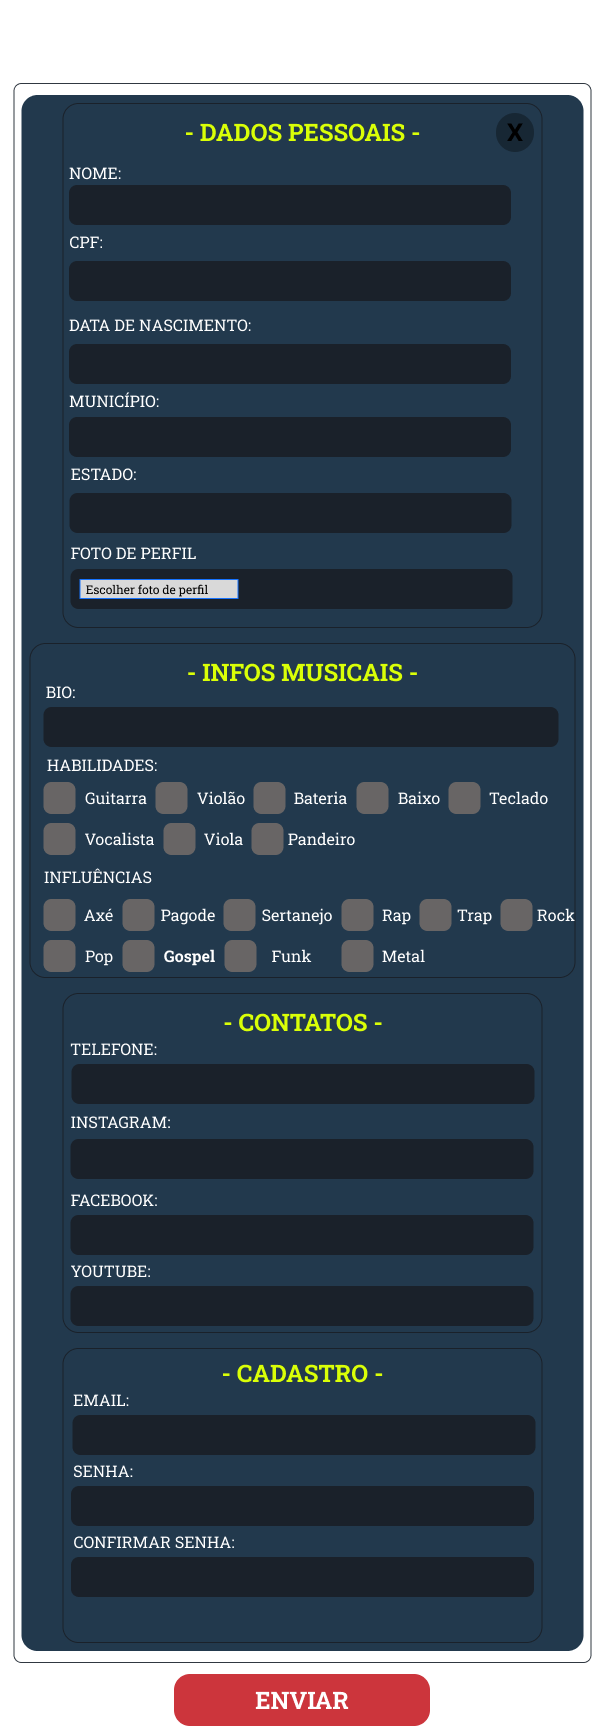 - DADOS PESSOAIS -
X
NOME:
CPF:
DATA DE NASCIMENTO:
MUNICÍPIO:
ESTADO:
FOTO DE PERFIL
Escolher foto de perfil
- INFOS MUSICAIS -
BIO:
HABILIDADES:
Guitarra Violão Bateria Baixo Teclado
Vocalista Viola Pandeiro
INFLUÊNCIAS
Axé Pagode Sertanejo Rap Trap Rock
Pop Gospel Funk Metal
- CONTATOS -
TELEFONE:
INSTAGRAM:
FACEBOOK:
YOUTUBE:
- CADASTRO -
EMAIL:
SENHA:
CONFIRMAR SENHA:
ENVIAR